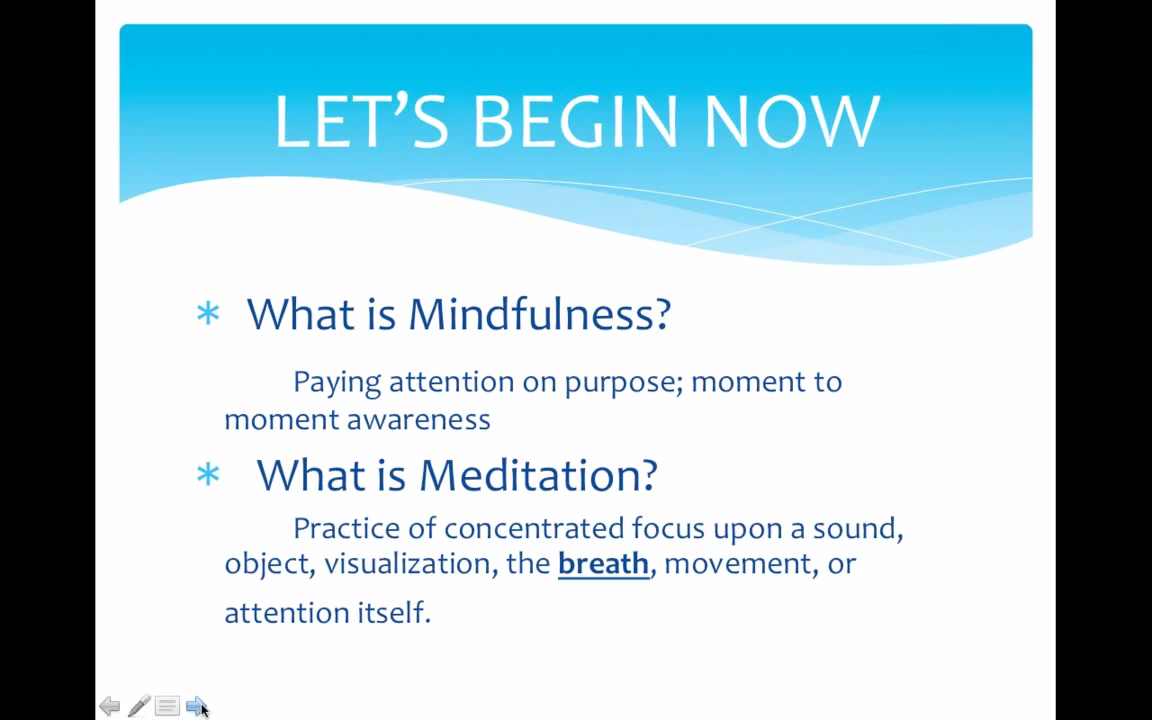 LET’S BEGIN NOW
* What is Mindfulness?
Paying attention on purpose; moment to
moment awareness
* What is Meditation?
Practice of concentrated focus upon a sound,
object, visualization, the breath, movement, or
attention itself.